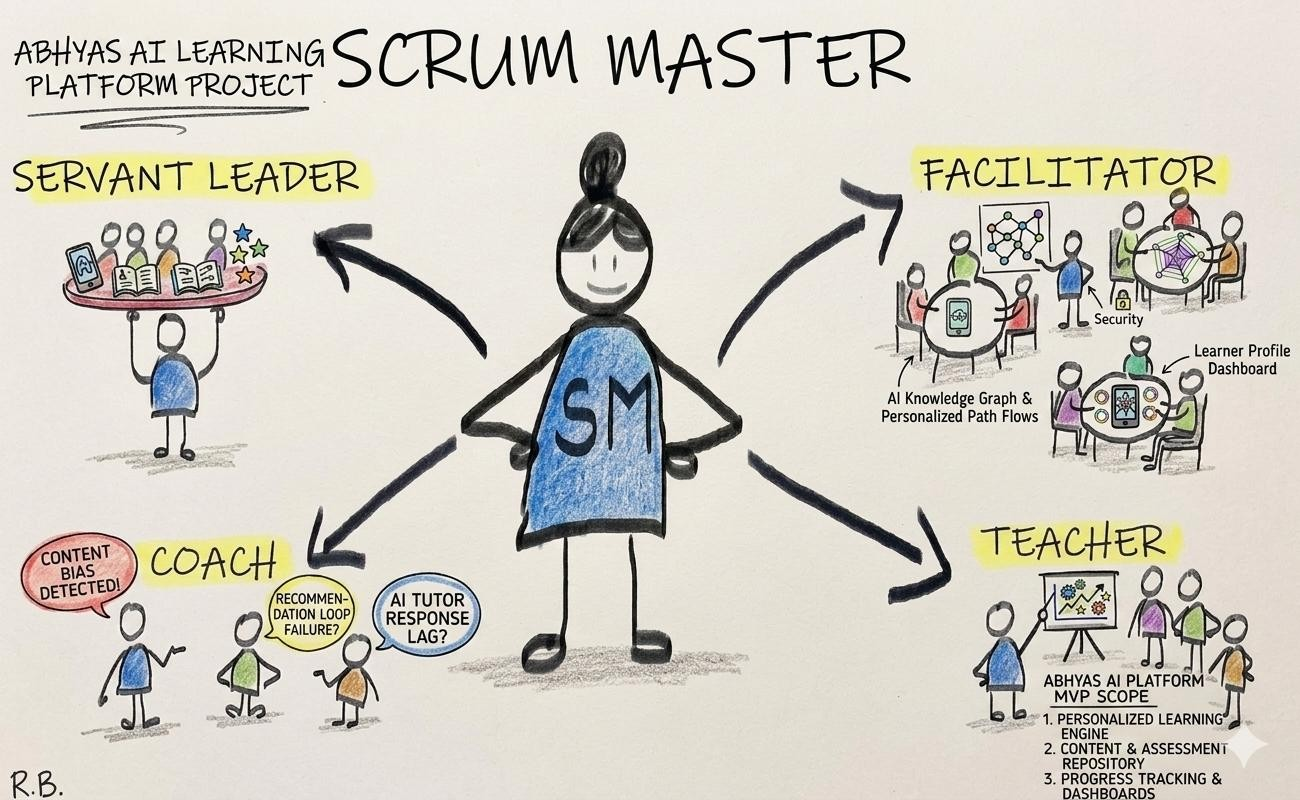 ABHYAS AI LEARNING
PLATFORM PROJECT
SCRUM MASTER
SERVANT LEADER
FACILITATOR
Security
Learner Profile
Dashboard
AI Knowledge Graph &
Personalized Path Flows
SM
COACH
CONTENT
BIAS
DETECTED!
RECOMMEN-
DATION LOOP
FAILURE?
AI TUTOR
RESPONSE
LAG?
TEACHER
ABHYAS AI PLATFORM
MVP SCOPE
1. PERSONALIZED LEARNING
ENGINE
2. CONTENT & ASSESSMENT
REPOSITORY
3. PROGRESS TRACKING &
DASHBOARDS
R.B.